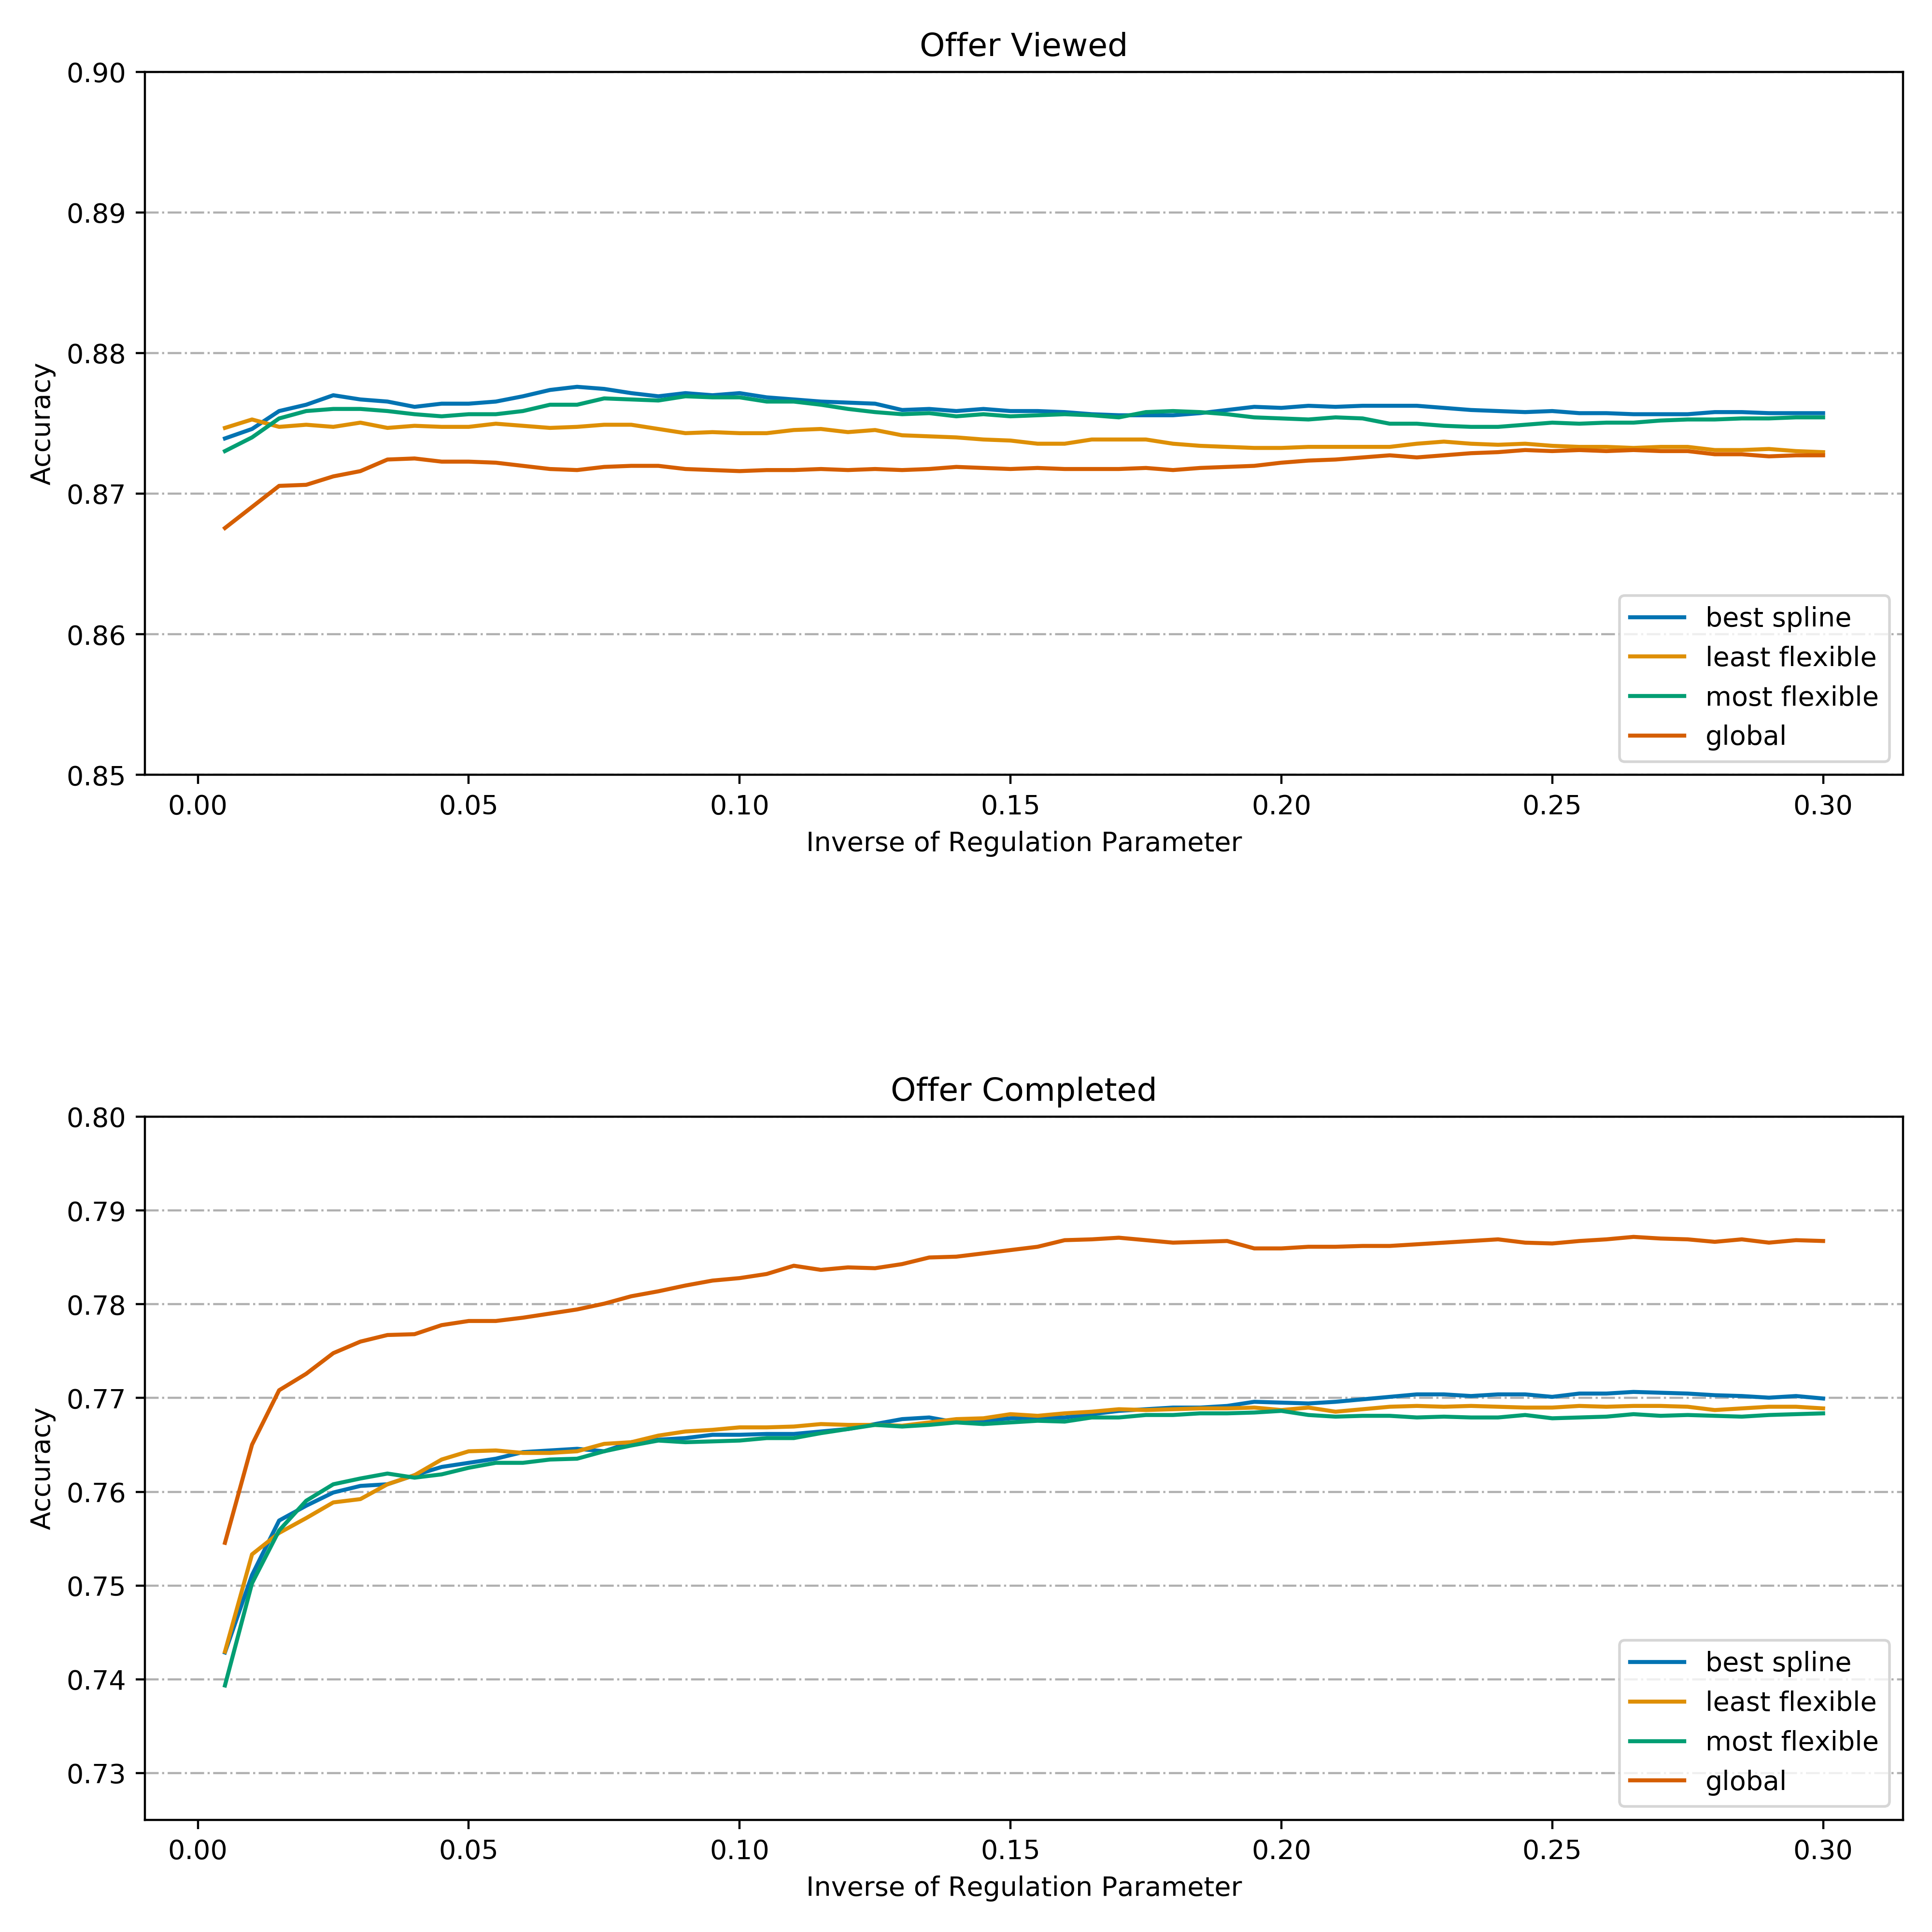 Offer Viewed
0.90
0.89
0.88
0.87
0.86
0.85
Accuracy
best spline
least flexible
most flexible
global
0.00 0.05 0.10 0.15 0.20 0.25 0.30
Inverse of Regulation Parameter
Offer Completed
0.80
0.79
0.78
0.77
0.76
0.75
0.74
0.73
Accuracy
best spline
least flexible
most flexible
global
0.00 0.05 0.10 0.15 0.20 0.25 0.30
Inverse of Regulation Parameter